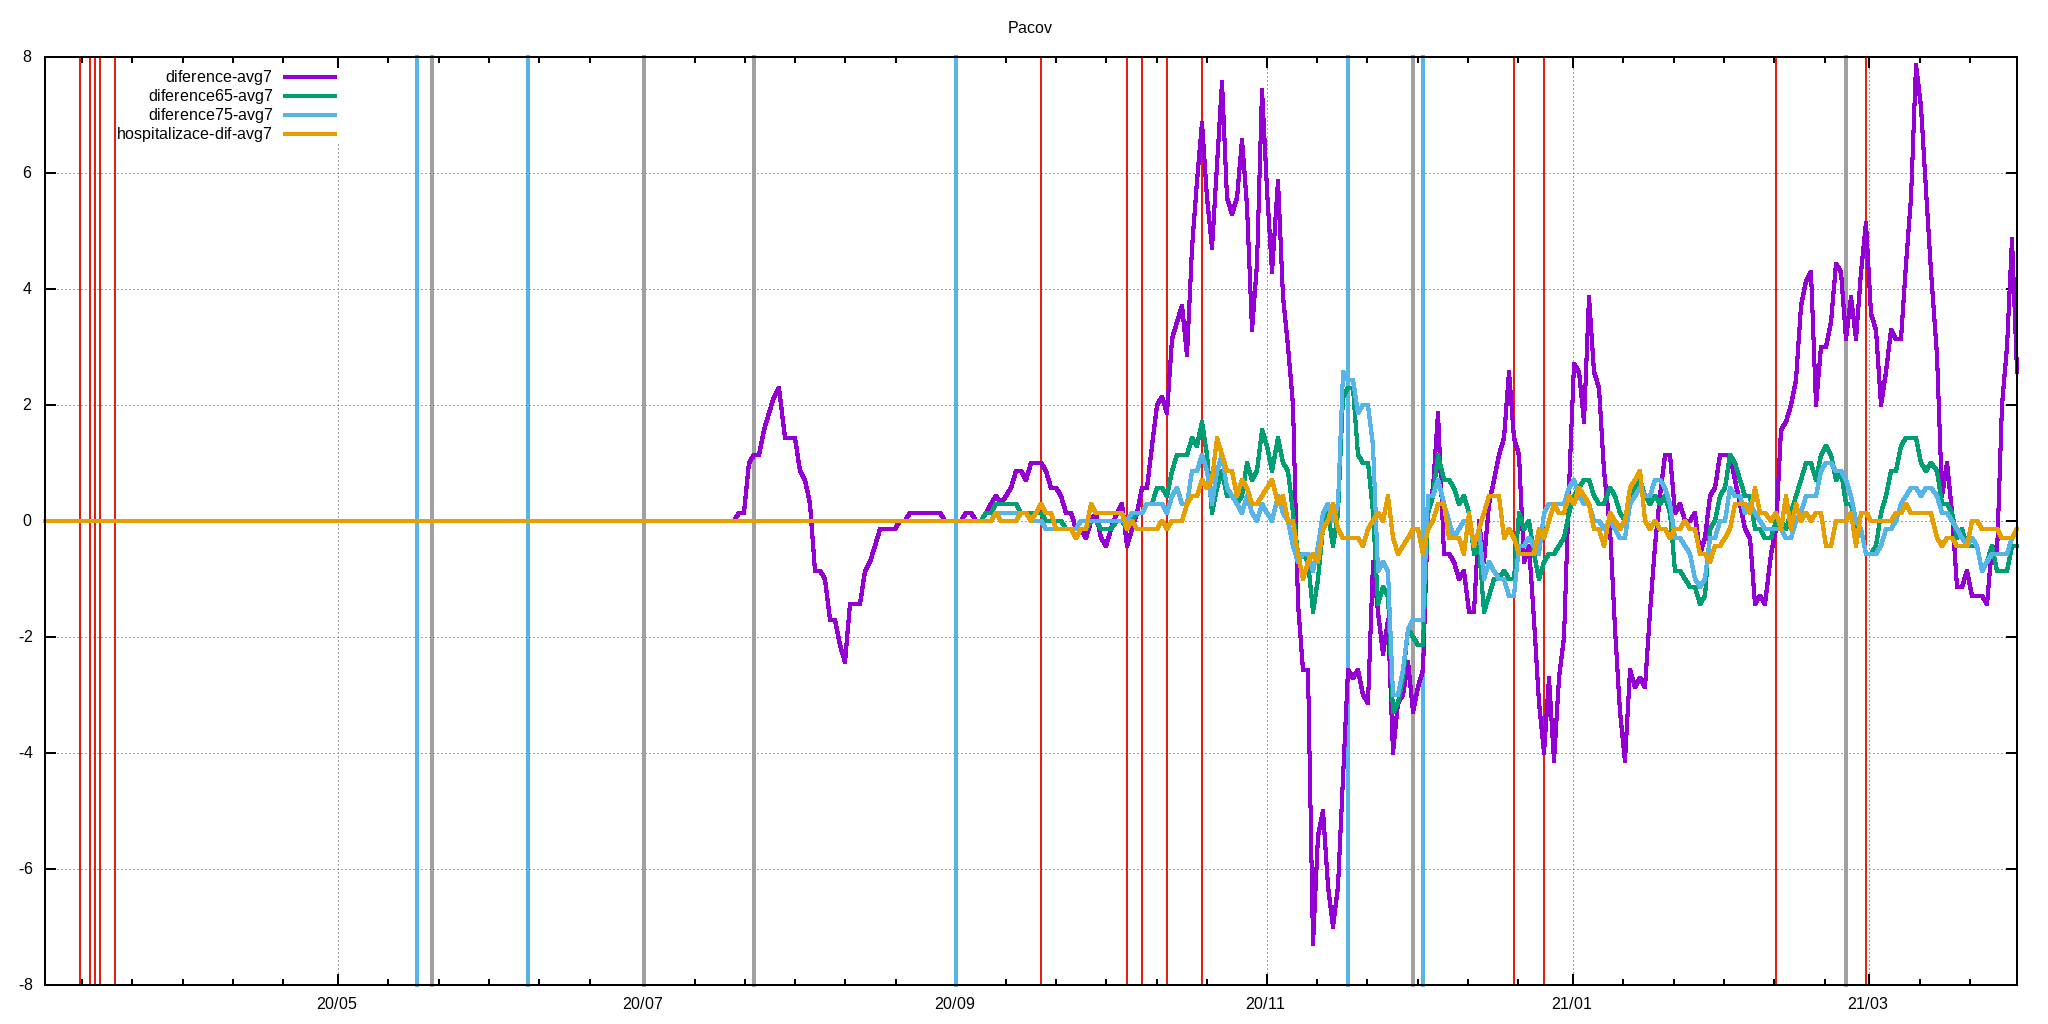 Pacov
8
diference-avg7
diference65-avg7
diference75-avg7
hospitalizace-dif-avg7
6
4
2
0
-2
-4
-6
-8
20/05 20/07 20/09 20/11 21/01 21/03